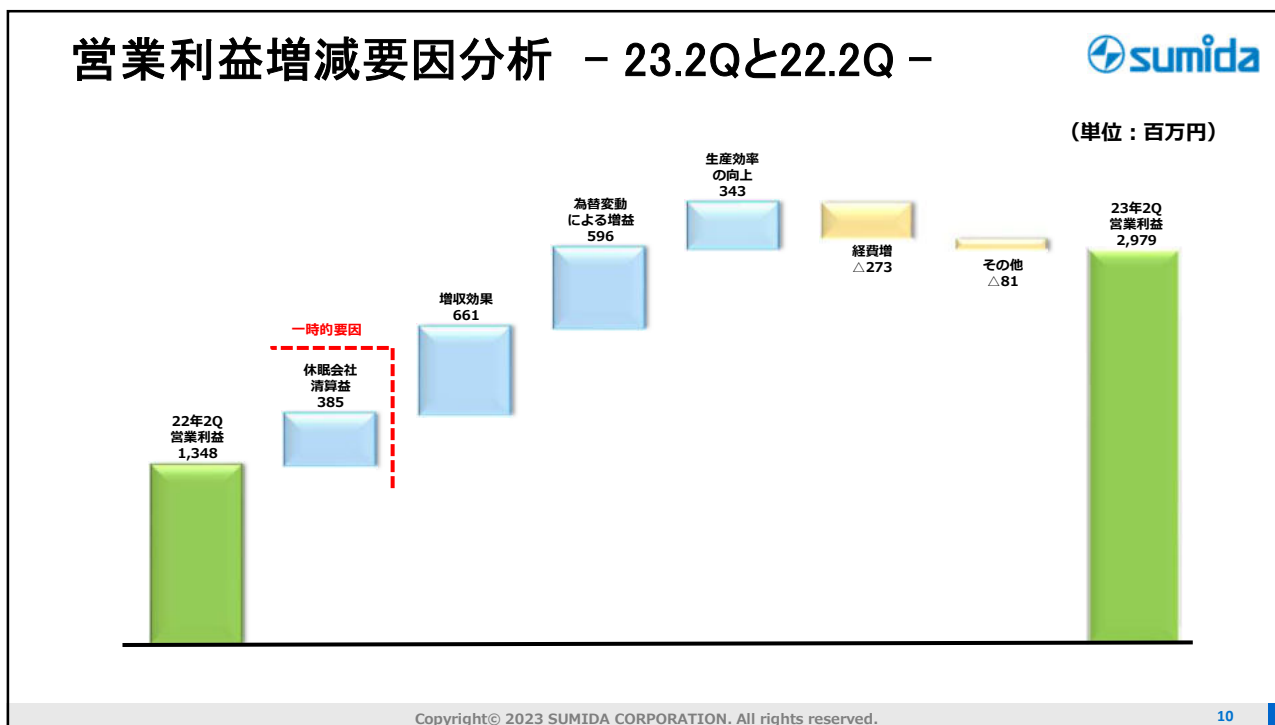 営業利益増減要因分析 － 23.2Qと22.2Q －
sumida
（単位：百万円）
22年2Q
営業利益
1,348
一時的要因
休眠会社
清算益
385
増収効果
661
為替変動
による増益
596
生産効率
の向上
343
経費増
△273
その他
△81
23年2Q
営業利益
2,979
Copyright© 2023 SUMIDA CORPORATION. All rights reserved.
10